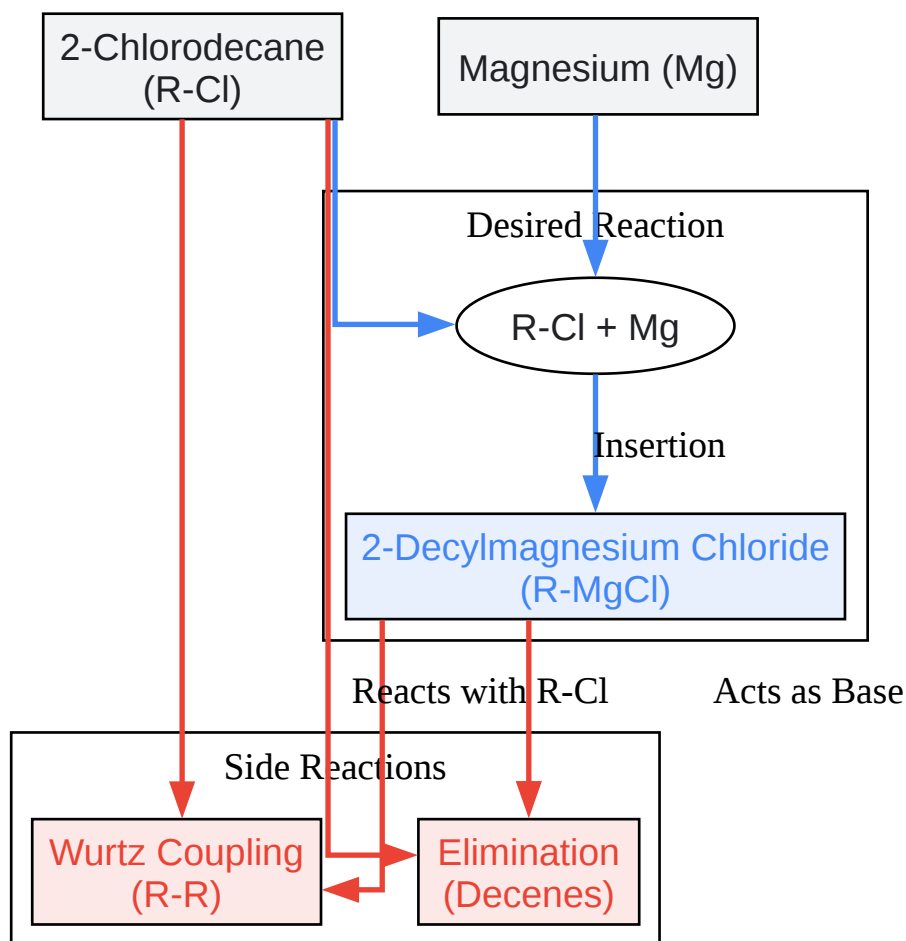 2-Chlorodecane
(R-Cl)
Magnesium (Mg)
Desired Reaction
R-Cl + Mg
Insertion
2-Decylmagnesium Chloride
(R-MgCl)
Reacts with R-Cl
Acts as Base
Side Reactions
Wurtz Coupling
(R-R)
Elimination
(Decenes)